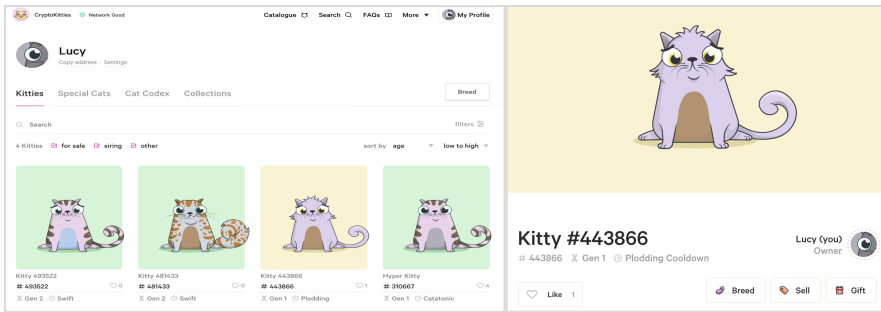 CryptoKitties Network Good Catalogue Search FAQs More ▼ My Profile
Lucy
Copy address · Settings
Kitties Special Cats Cat Codex Collections Breed
Search filters
4 Kitties for sale siring other sort by age ▼ low to high ▼
Kitty 493522 Kitty 481433 Kitty 443866 Hyper Kitty
# 493522 0 # 481433 0 # 443866 1 # 310667 4
Gen 2 Swift Gen 2 Swift Gen 1 Plodding Gen 1 Catatonic
Kitty #443866
# 443866 Gen 1 Plodding Cooldown
Lucy (you)
Owner
Like 1
Breed Sell Gift